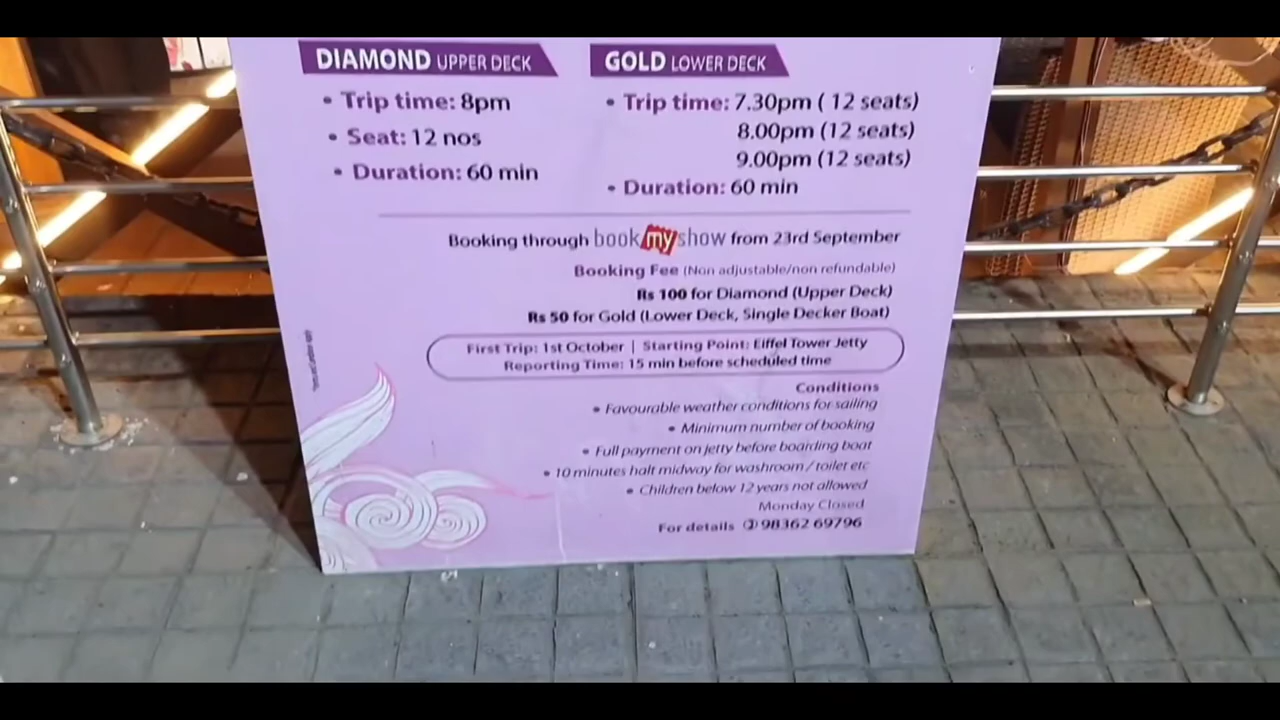 DIAMOND UPPER DECK
• Trip time: 8pm
• Seat: 12 nos
• Duration: 60 min
GOLD LOWER DECK
• Trip time: 7.30pm ( 12 seats)
8.00pm (12 seats)
9.00pm (12 seats)
• Duration: 60 min
Booking through bookmyshow from 23rd September
Booking Fee (Non adjustable/non refundable)
Rs 100 for Diamond (Upper Deck)
Rs 50 for Gold (Lower Deck, Single Decker Boat)
First Trip: 1st October | Starting Point: Eiffel Tower Jetty
Reporting Time: 15 min before scheduled time
Conditions
• Favourable weather conditions for sailing
• Minimum number of booking
• Full payment on jetty before boarding boat
• 10 minutes halt midway for washroom / toilet etc
• Children below 12 years not allowed
Monday Closed
For details 98362 69796